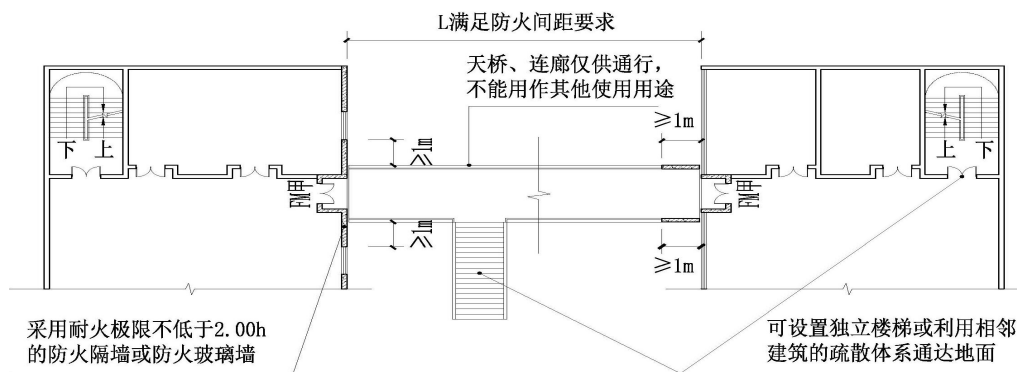 L满足防火间距要求
天桥、连廊仅供通行，
不能用作其他使用用途
≥1m
≥1m
下 上
上 下
FM甲
FM甲
≥1m
≥1m
采用耐火极限不低于2.00h
的防火隔墙或防火玻璃墙
可设置独立楼梯或利用相邻
建筑的疏散体系通达地面